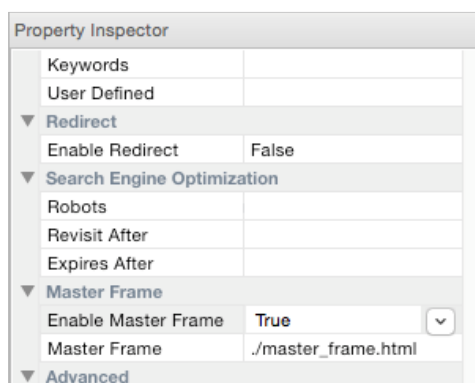 Property Inspector
Keywords
User Defined
Redirect
Enable Redirect False
Search Engine Optimization
Robots
Revisit After
Expires After
Master Frame
Enable Master Frame True
Master Frame ./master_frame.html
Advanced